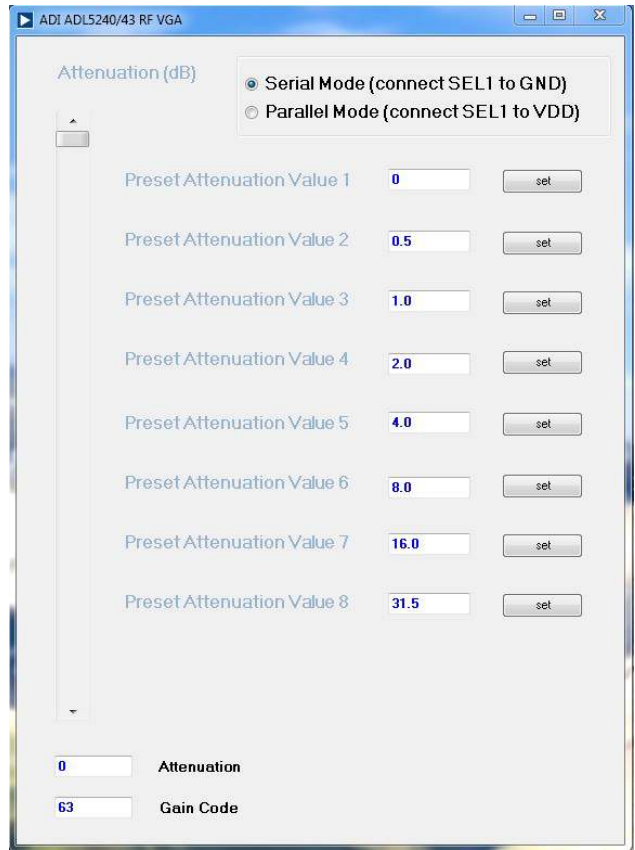 ADI ADL5240/43 RF VGA
Attenuation (dB)
Serial Mode (connect SEL1 to GND)
Parallel Mode (connect SEL1 to VDD)
Preset Attenuation Value 1 0 set
Preset Attenuation Value 2 0.5 set
Preset Attenuation Value 3 1.0 set
Preset Attenuation Value 4 2.0 set
Preset Attenuation Value 5 4.0 set
Preset Attenuation Value 6 8.0 set
Preset Attenuation Value 7 16.0 set
Preset Attenuation Value 8 31.5 set
0 Attenuation
63 Gain Code